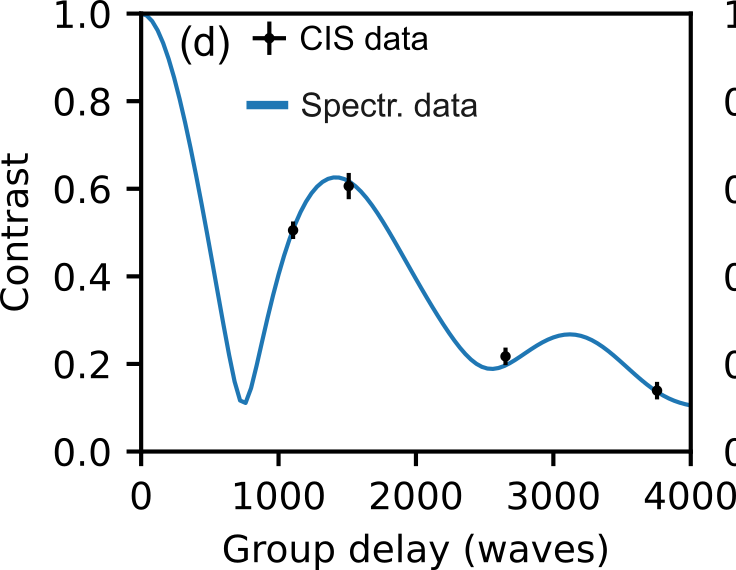 (d)
CIS data
Spectr. data
Contrast
1.0
0.8
0.6
0.4
0.2
0.0
0
1000
2000
3000
4000
Group delay (waves)